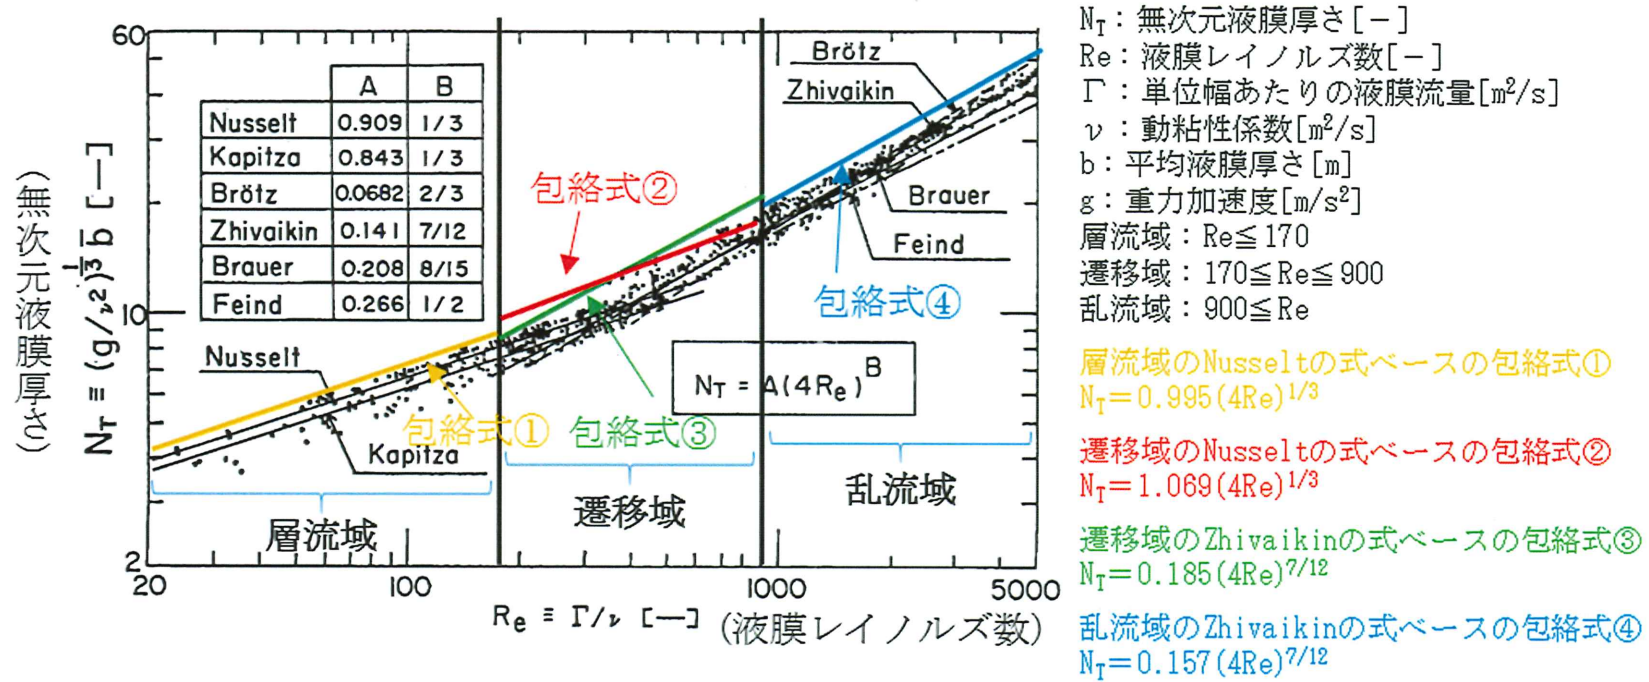 60
10
2
20
100
1000
5000
(無次元液膜厚さ)
N_T ≡ (g/ν²)^{1/3} b [—]
R_e ≡ Γ/ν [—] (液膜レイノルズ数)
A B
Nusselt 0.909 1/3
Kapitza 0.843 1/3
Brötz 0.0682 2/3
Zhivaikin 0.141 7/12
Brauer 0.208 8/15
Feind 0.266 1/2
Brötz
Zhivaikin
包絡式②
Brauer
Feind
包絡式④
Nusselt
N_T = A(4R_e)^B
包絡式①
包絡式③
Kapitza
層流域
遷移域
乱流域
N_T：無次元液膜厚さ[−]
Re：液膜レイノルズ数[−]
Γ：単位幅あたりの液膜流量[m²/s]
ν：動粘性係数[m²/s]
b：平均液膜厚さ[m]
g：重力加速度[m/s²]
層流域：Re≦170
遷移域：170≦Re≦900
乱流域：900≦Re
層流域のNusseltの式ベースの包絡式①
N_T＝0.995(4Re)^{1/3}
遷移域のNusseltの式ベースの包絡式②
N_T＝1.069(4Re)^{1/3}
遷移域のZhivaikinの式ベースの包絡式③
N_T＝0.185(4Re)^{7/12}
乱流域のZhivaikinの式ベースの包絡式④
N_T＝0.157(4Re)^{7/12}